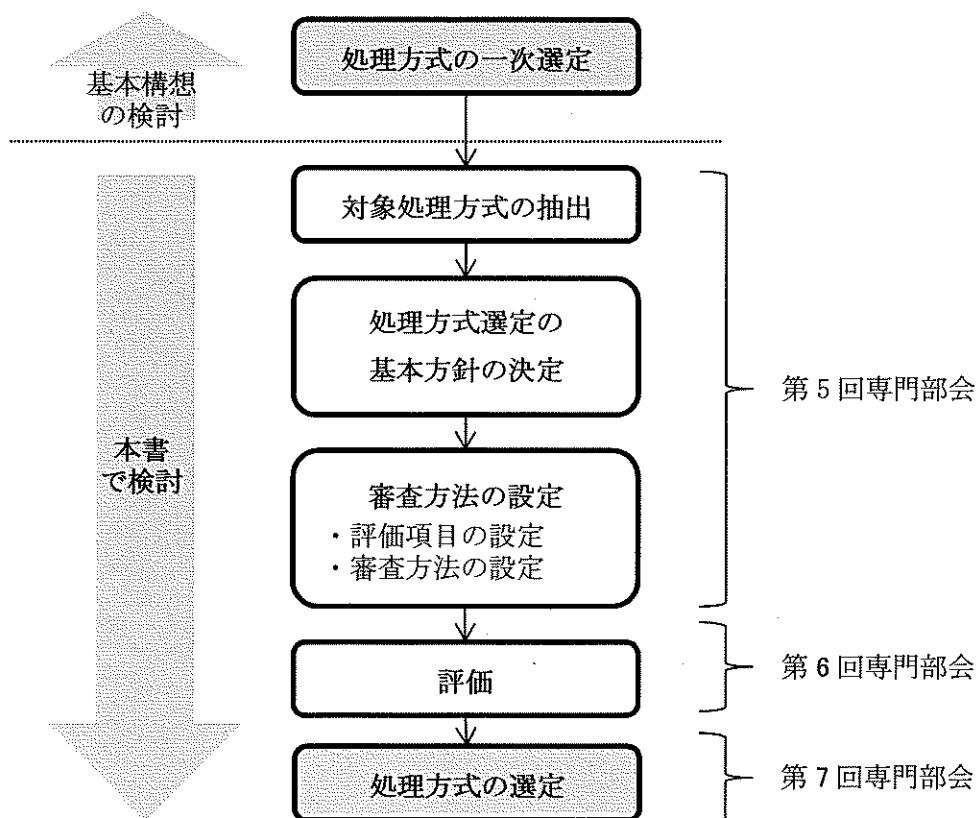 処理方式の一次選定
基本構想
の検討
対象処理方式の抽出
処理方式選定の
基本方針の決定
第5回専門部会
本書
で検討
審査方法の設定
・評価項目の設定
・審査方法の設定
評価
第6回専門部会
処理方式の選定
第7回専門部会